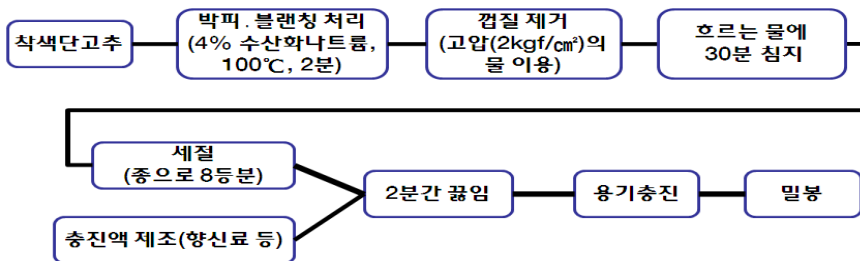 착색단고추
박피.블랜칭 처리
(4% 수산화나트륨,
100℃, 2분)
껍질 제거
(고압(2kgf/㎠)의
물 이용)
흐르는 물에
30분 침지
세절
(종으로 8등분)
충진액 제조(향신료 등)
2분간 끓임
용기충진
밀봉